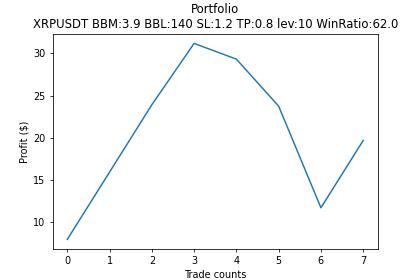 Portfolio
XRPUSDT BBM:3.9 BBL:140 SL:1.2 TP:0.8 lev:10 WinRatio:62.0
30
25
20
15
10
Profit ($)
0 1 2 3 4 5 6 7
Trade counts